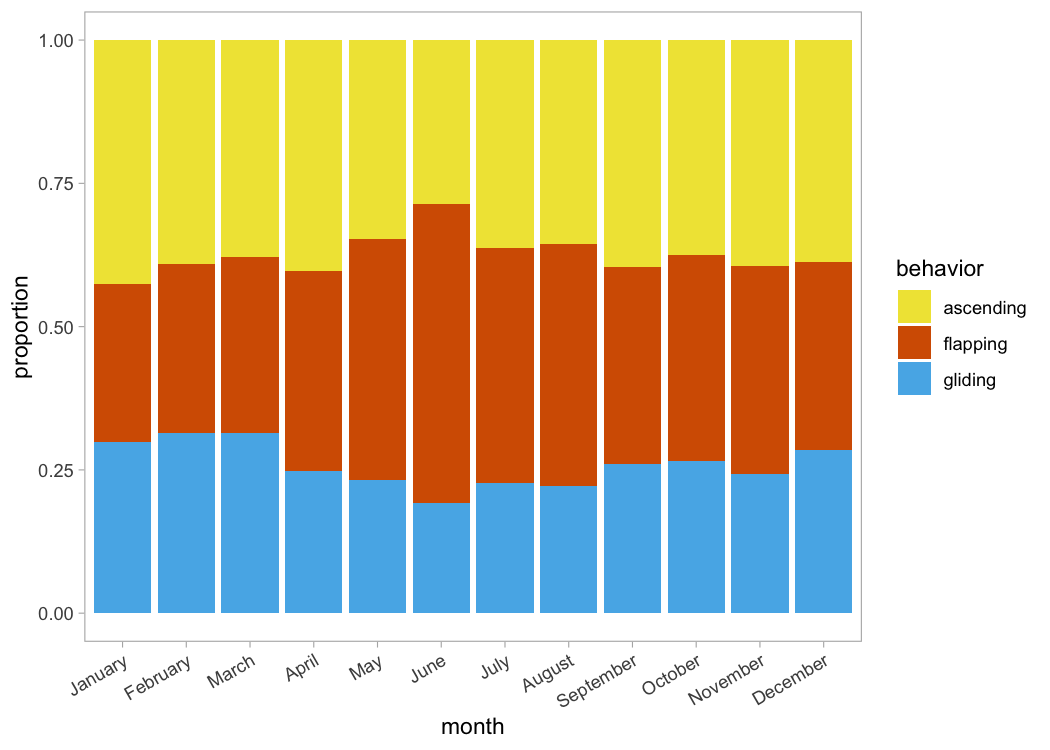 1.00
0.75
0.50
0.25
0.00
proportion
January
February
March
April
May
June
July
August
September
October
November
December
month
behavior
ascending
flapping
gliding